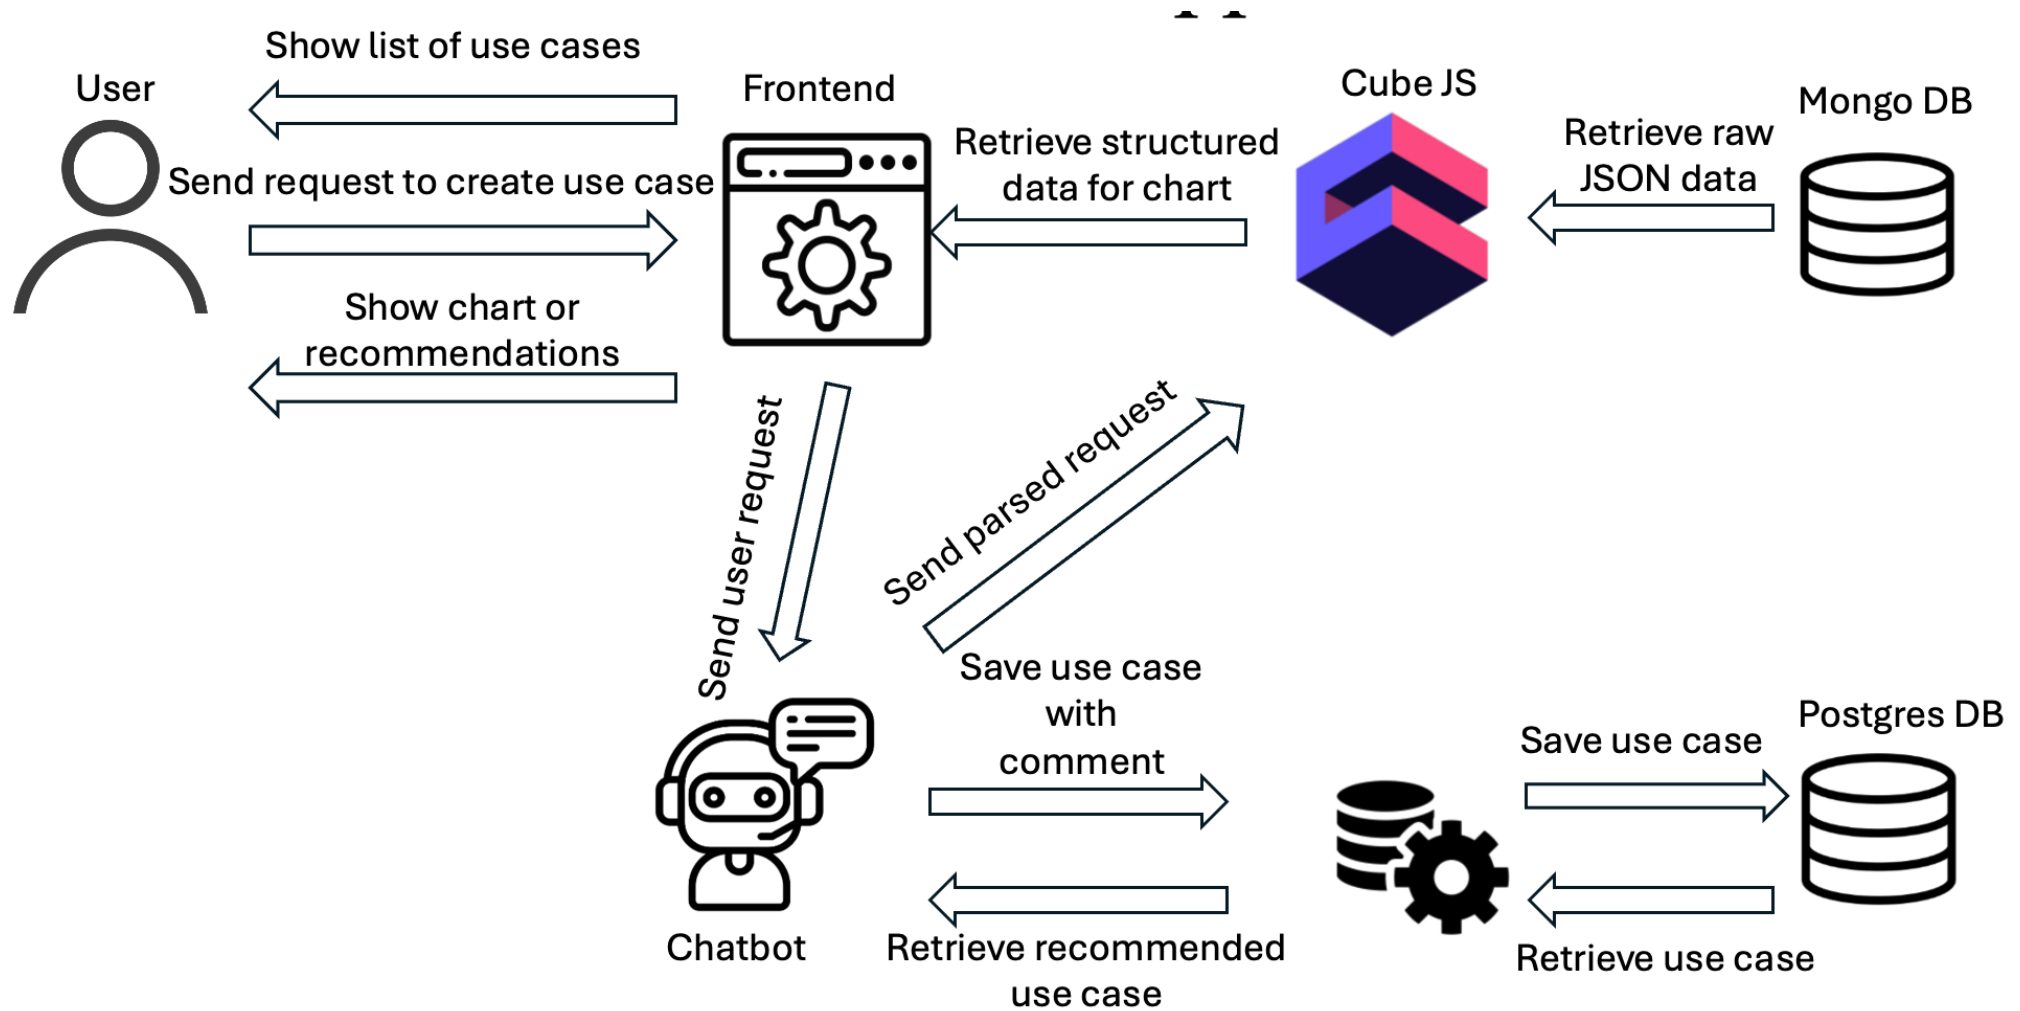 Show list of use cases
User
Frontend
Cube JS
Mongo DB
Retrieve structured
data for chart
Retrieve raw
JSON data
Send request to create use case
Show chart or
recommendations
Send user request
Send parsed request
Save use case
with
comment
Postgres DB
Save use case
Chatbot
Retrieve recommended
use case
Retrieve use case